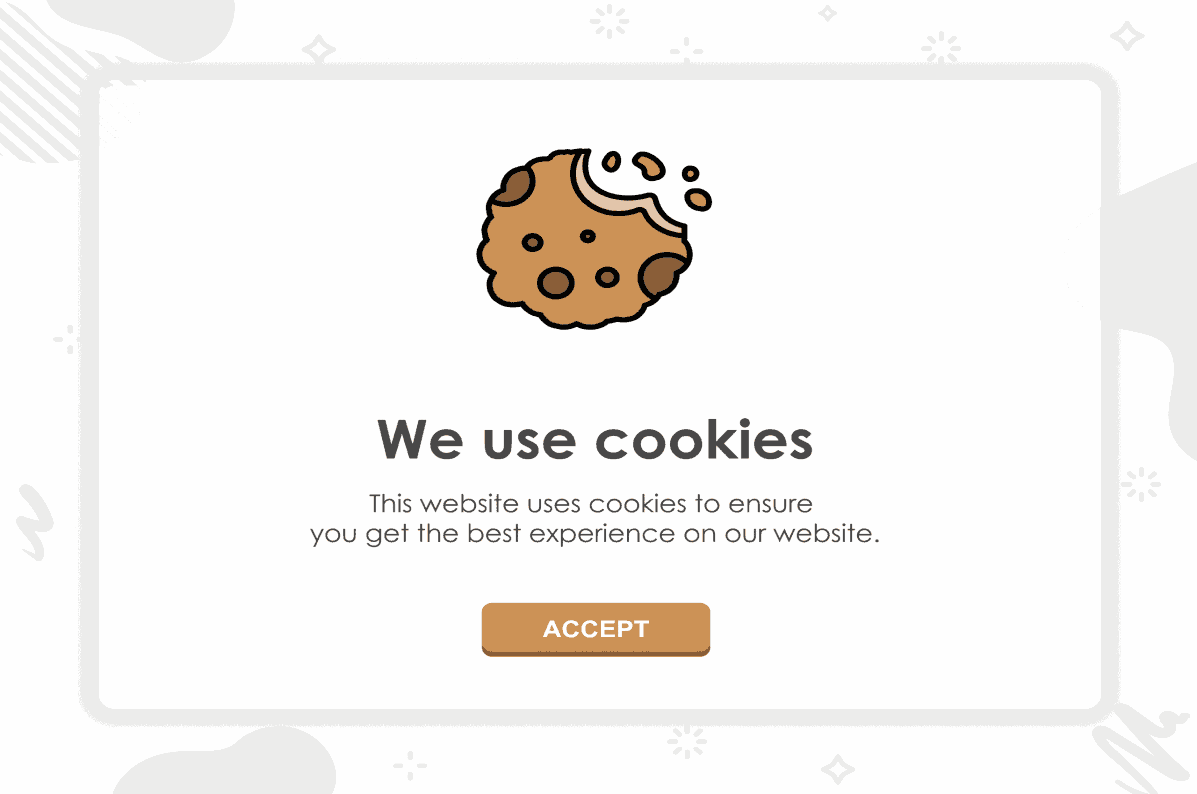 We use cookies
This website uses cookies to ensure
you get the best experience on our website.
ACCEPT